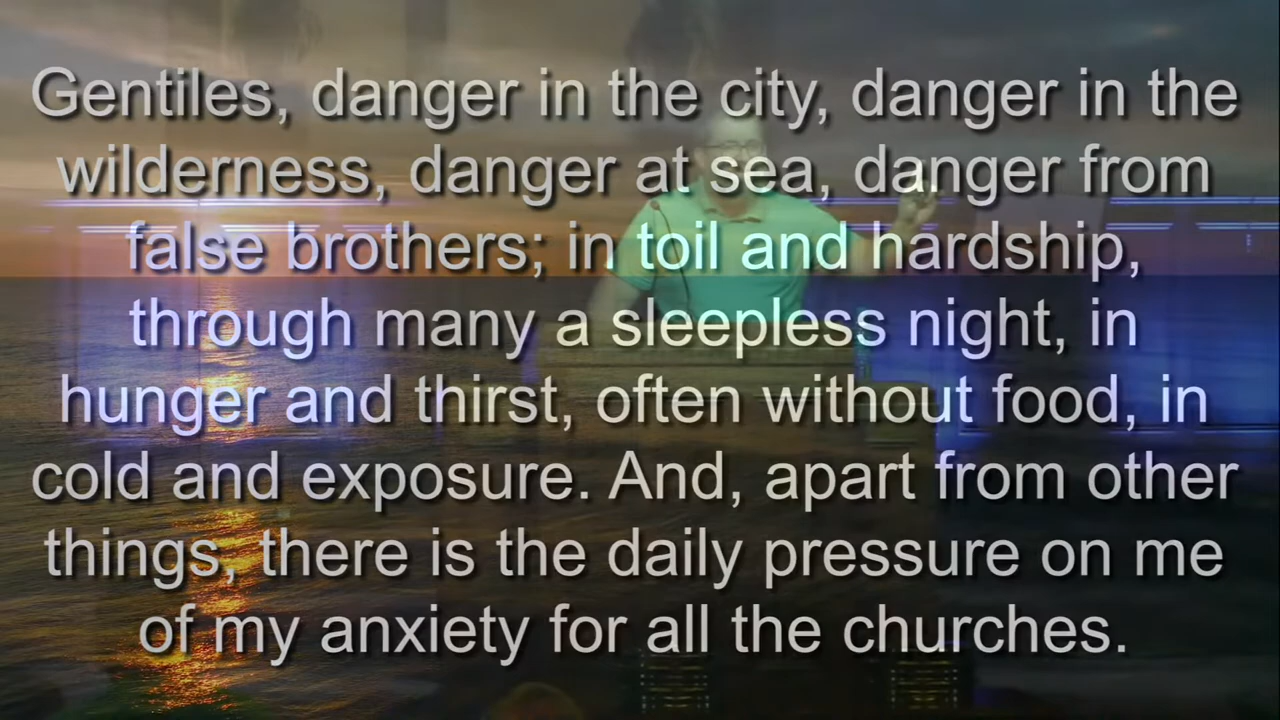 Gentiles, danger in the city, danger in the
wilderness, danger at sea, danger from
false brothers; in toil and hardship,
through many a sleepless night, in
hunger and thirst, often without food, in
cold and exposure. And, apart from other
things, there is the daily pressure on me
of my anxiety for all the churches.